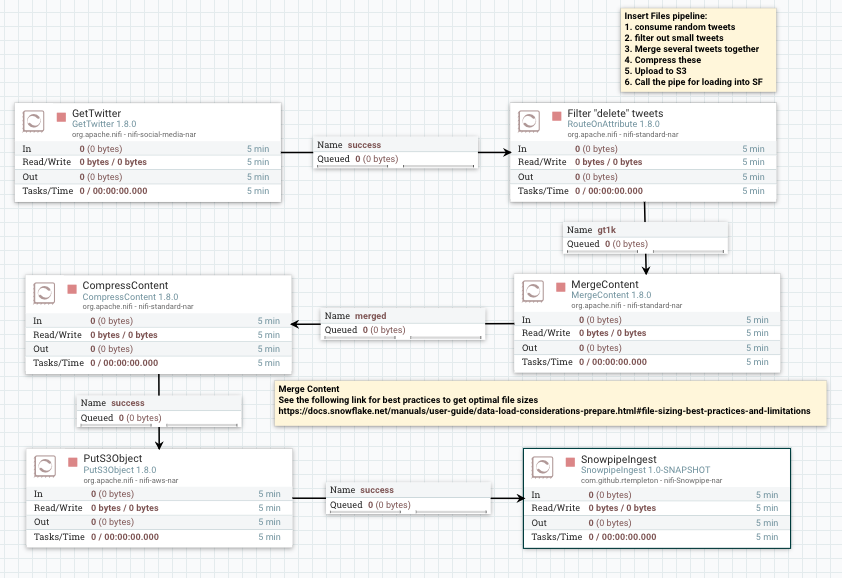 Insert Files pipeline:
1. consume random tweets
2. filter out small tweets
3. Merge several tweets together
4. Compress these
5. Upload to S3
6. Call the pipe for loading into SF
GetTwitter
GetTwitter 1.8.0
org.apache.nifi - nifi-social-media-nar
In 0 (0 bytes) 5 min
Read/Write 0 bytes / 0 bytes 5 min
Out 0 (0 bytes) 5 min
Tasks/Time 0 / 00:00:00.000 5 min
Name success
Queued 0 (0 bytes)
Filter "delete" tweets
RouteOnAttribute 1.8.0
org.apache.nifi - nifi-standard-nar
In 0 (0 bytes) 5 min
Read/Write 0 bytes / 0 bytes 5 min
Out 0 (0 bytes) 5 min
Tasks/Time 0 / 00:00:00.000 5 min
Name gt1k
Queued 0 (0 bytes)
MergeContent
MergeContent 1.8.0
org.apache.nifi - nifi-standard-nar
In 0 (0 bytes) 5 min
Read/Write 0 bytes / 0 bytes 5 min
Out 0 (0 bytes) 5 min
Tasks/Time 0 / 00:00:00.000 5 min
Name merged
Queued 0 (0 bytes)
CompressContent
CompressContent 1.8.0
org.apache.nifi - nifi-standard-nar
In 0 (0 bytes) 5 min
Read/Write 0 bytes / 0 bytes 5 min
Out 0 (0 bytes) 5 min
Tasks/Time 0 / 00:00:00.000 5 min
Merge Content
See the following link for best practices to get optimal file sizes
https://docs.snowflake.net/manuals/user-guide/data-load-considerations-prepare.html#file-sizing-best-practices-and-limitations
Name success
Queued 0 (0 bytes)
PutS3Object
PutS3Object 1.8.0
org.apache.nifi - nifi-aws-nar
In 0 (0 bytes) 5 min
Read/Write 0 bytes / 0 bytes 5 min
Out 0 (0 bytes) 5 min
Tasks/Time 0 / 00:00:00.000 5 min
Name success
Queued 0 (0 bytes)
SnowpipeIngest
SnowpipeIngest 1.0-SNAPSHOT
com.github.rtempleton - nifi-Snowpipe-nar
In 0 (0 bytes) 5 min
Read/Write 0 bytes / 0 bytes 5 min
Out 0 (0 bytes) 5 min
Tasks/Time 0 / 00:00:00.000 5 min